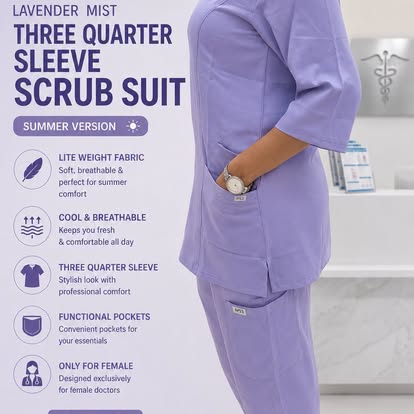 LAVENDER MIST
THREE QUARTER
SLEEVE
SCRUB SUIT
SUMMER VERSION
LITE WEIGHT FABRIC
Soft, breathable &
perfect for summer
comfort
COOL & BREATHABLE
Keeps you fresh
& comfortable all day
THREE QUARTER SLEEVE
Stylish look with
professional comfort
FUNCTIONAL POCKETS
Convenient pockets for
your essentials
ONLY FOR FEMALE
Designed exclusively
for female doctors